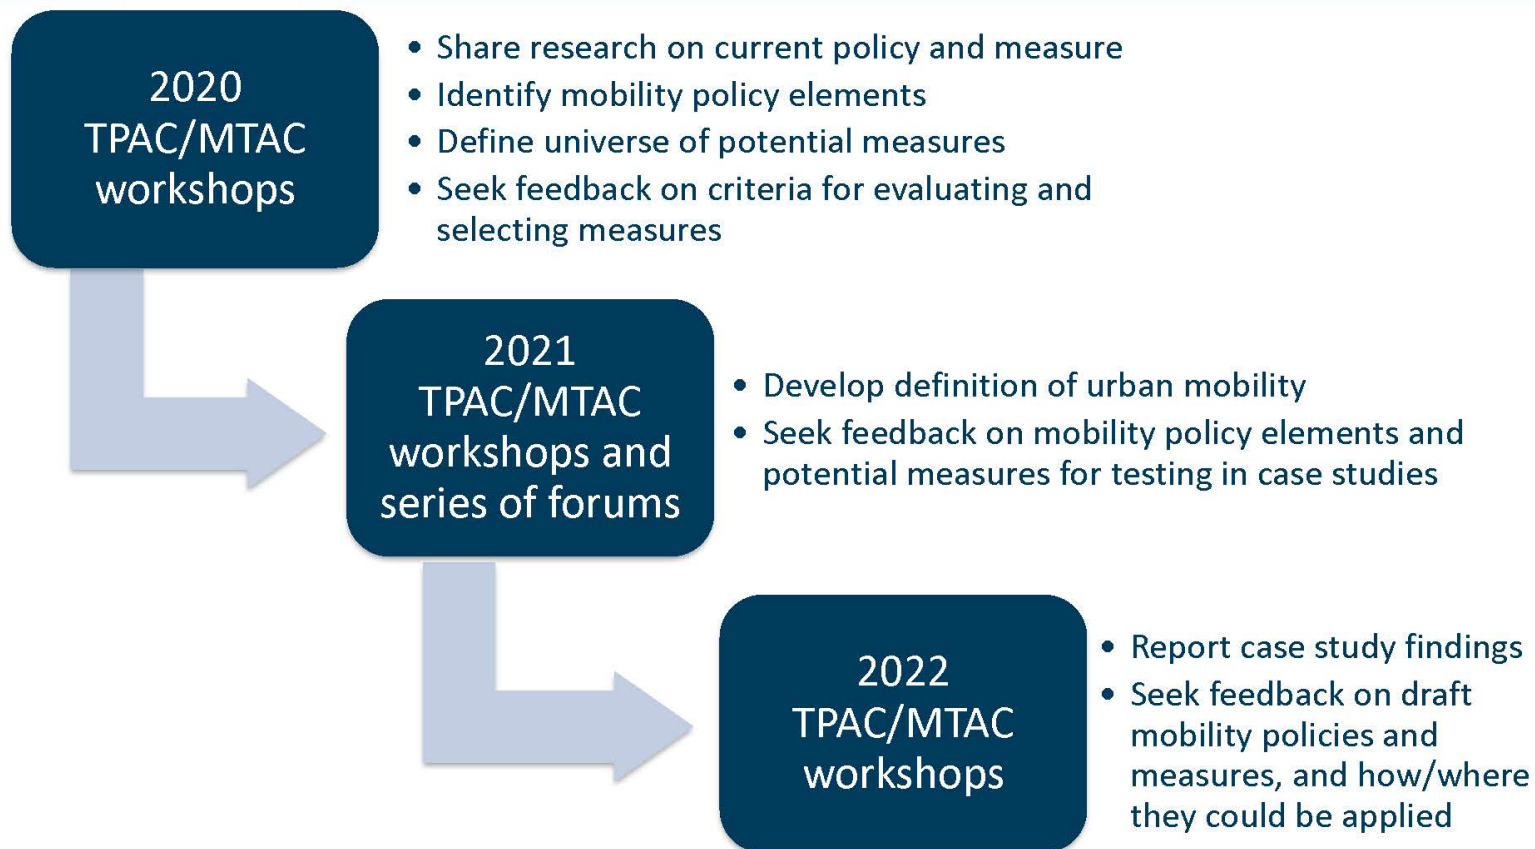 2020
TPAC/MTAC
workshops
• Share research on current policy and measure
• Identify mobility policy elements
• Define universe of potential measures
• Seek feedback on criteria for evaluating and
selecting measures
2021
TPAC/MTAC
workshops and
series of forums
• Develop definition of urban mobility
• Seek feedback on mobility policy elements and
potential measures for testing in case studies
2022
TPAC/MTAC
workshops
• Report case study findings
• Seek feedback on draft
mobility policies and
measures, and how/where
they could be applied